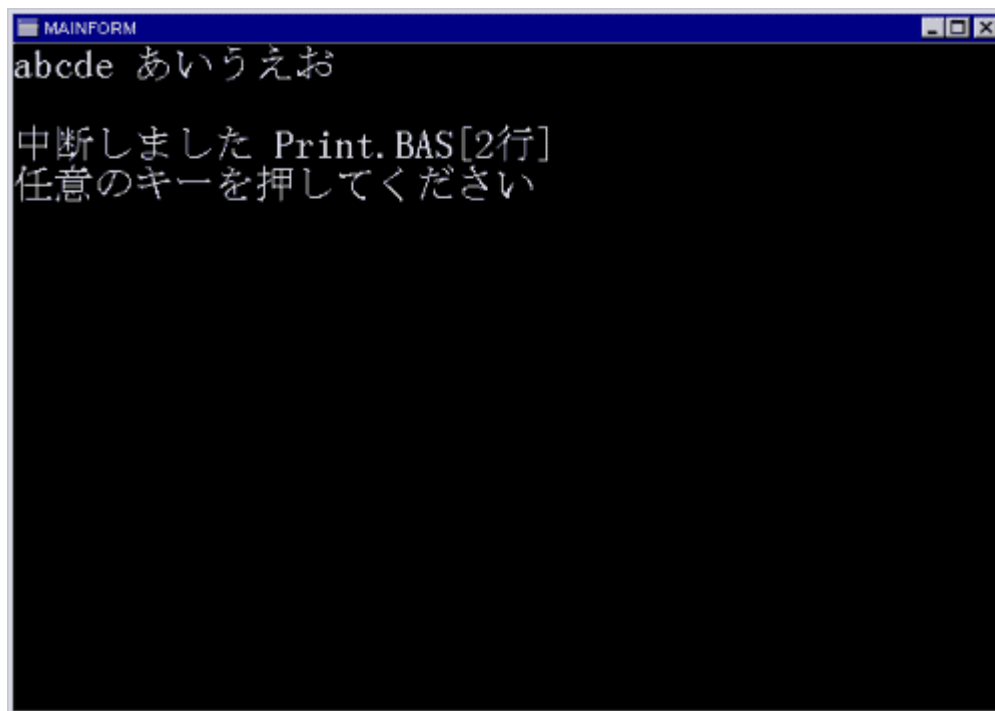 MAINFORM
abcde あいうえお
中断しました Print.BAS[2行]
任意のキーを押してください